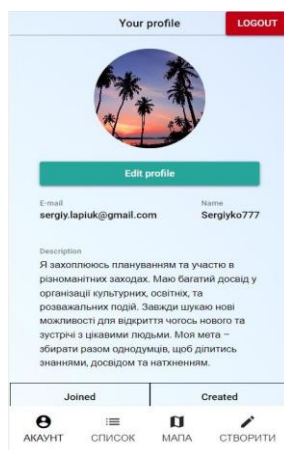 Your profile LOGOUT
Edit profile
E-mail Name
sergiy.lapiuk@gmail.com Sergiyko777
Description
Я захоплююсь плануванням та участю в
різноманітних заходах. Маю багатий досвід у
організації культурних, освітніх, та
розважальних подій. Завжди шукаю нові
можливості для відкриття чогось нового та
зустрічі з цікавими людьми. Моя мета –
збирати разом однодумців, щоб ділитись
знаннями, досвідом та натхненням.
Joined Created
АКАУНТ СПИСОК МАПА СТВОРИТИ